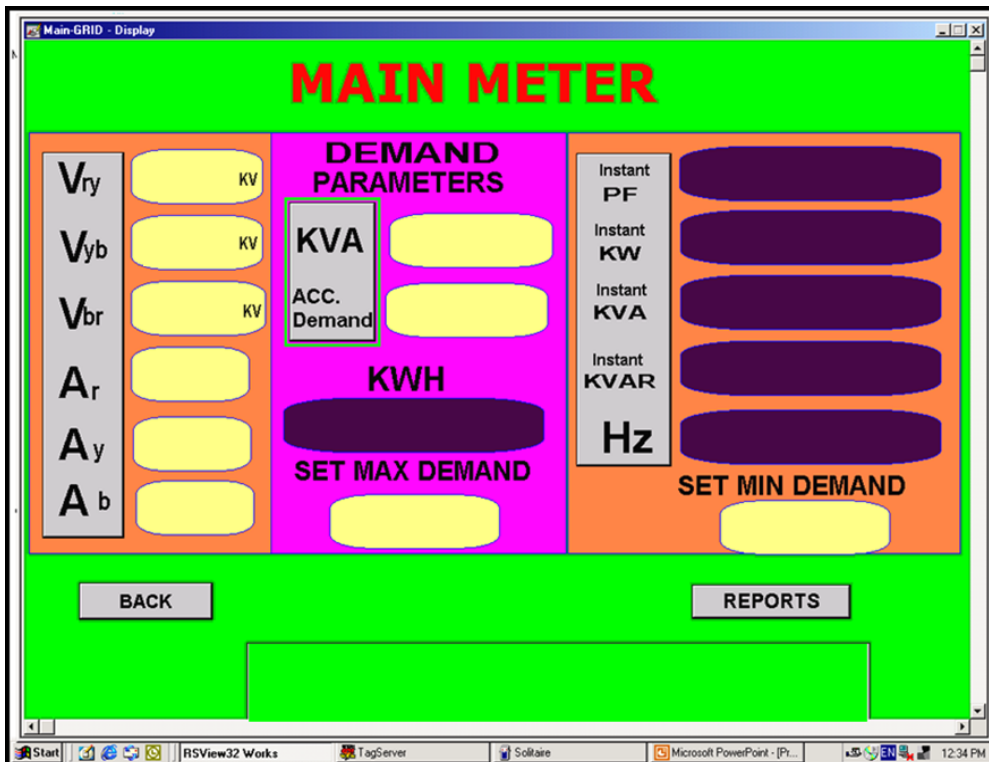 Main-GRID - Display
MAIN METER
Vry
KV
Vyb
KV
Vbr
KV
Ar
Ay
Ab
DEMAND
PARAMETERS
KVA
ACC.
Demand
KWH
SET MAX DEMAND
Instant
PF
Instant
KW
Instant
KVA
Instant
KVAR
Hz
SET MIN DEMAND
BACK
REPORTS
Start
RSView32 Works
TagServer
Solitaire
Microsoft PowerPoint - [Pr...
EN
12:34 PM